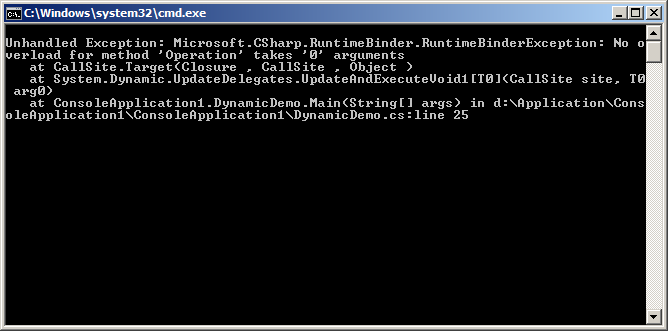 C:\Windows\system32\cmd.exe
Unhandled Exception: Microsoft.CSharp.RuntimeBinder.RuntimeBinderException: No o
verload for method 'Operation' takes '0' arguments
   at CallSite.Target(Closure , CallSite , Object )
   at System.Dynamic.UpdateDelegates.UpdateAndExecuteVoid1[T0](CallSite site, T0
 arg0)
   at ConsoleApplication1.DynamicDemo.Main(String[] args) in d:\Application\Cons
oleApplication1\ConsoleApplication1\DynamicDemo.cs:line 25